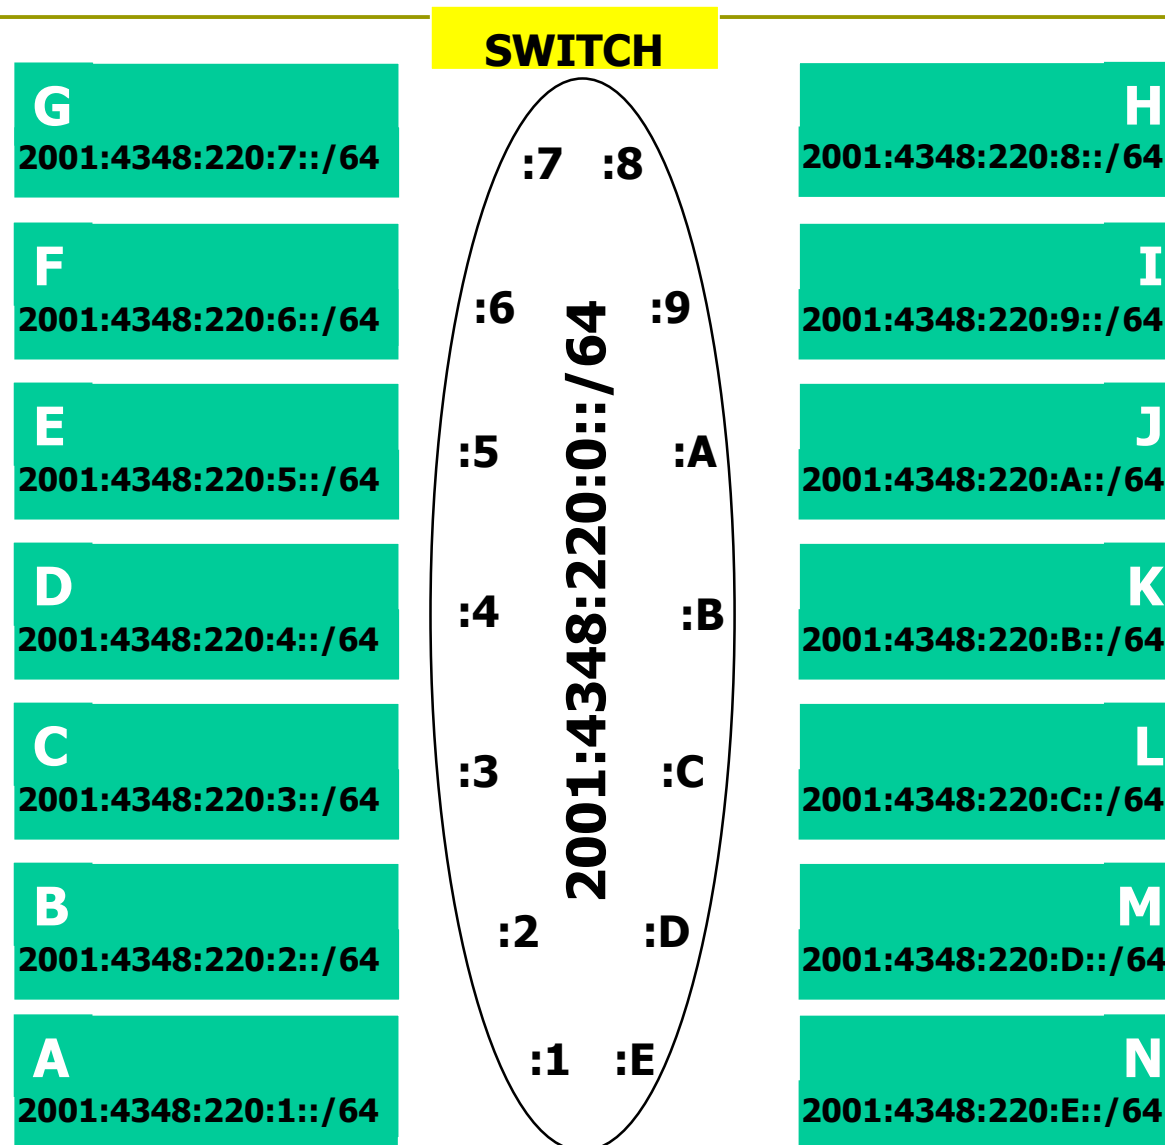 SWITCH
G
2001:4348:220:7::/64
:7 :8
H
2001:4348:220:8::/64
F
2001:4348:220:6::/64
:6
:9
I
2001:4348:220:9::/64
E
2001:4348:220:5::/64
:5
:A
J
2001:4348:220:A::/64
2001:4348:220:0::/64
D
2001:4348:220:4::/64
:4
:B
K
2001:4348:220:B::/64
C
2001:4348:220:3::/64
:3
:C
L
2001:4348:220:C::/64
B
2001:4348:220:2::/64
:2
:D
M
2001:4348:220:D::/64
A
2001:4348:220:1::/64
:1 :E
N
2001:4348:220:E::/64